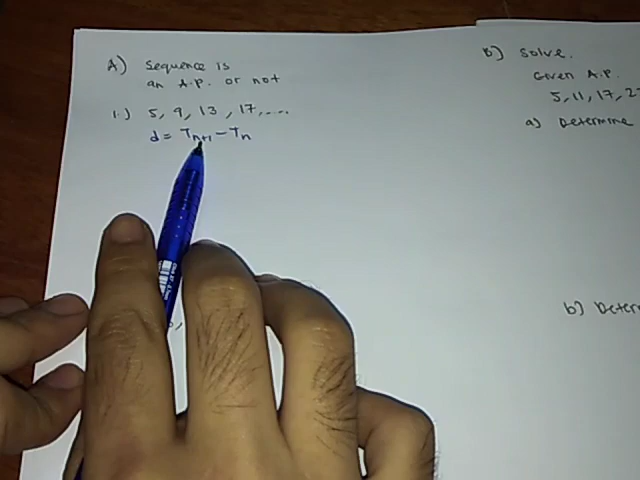 A) Sequence is
an A.P. or not
1.) 5, 9, 13, 17, ....
d = Tn+1 - Tn
B) Solve.
Given A.P.
5, 11, 17, 2
a) Determine
b) Deter